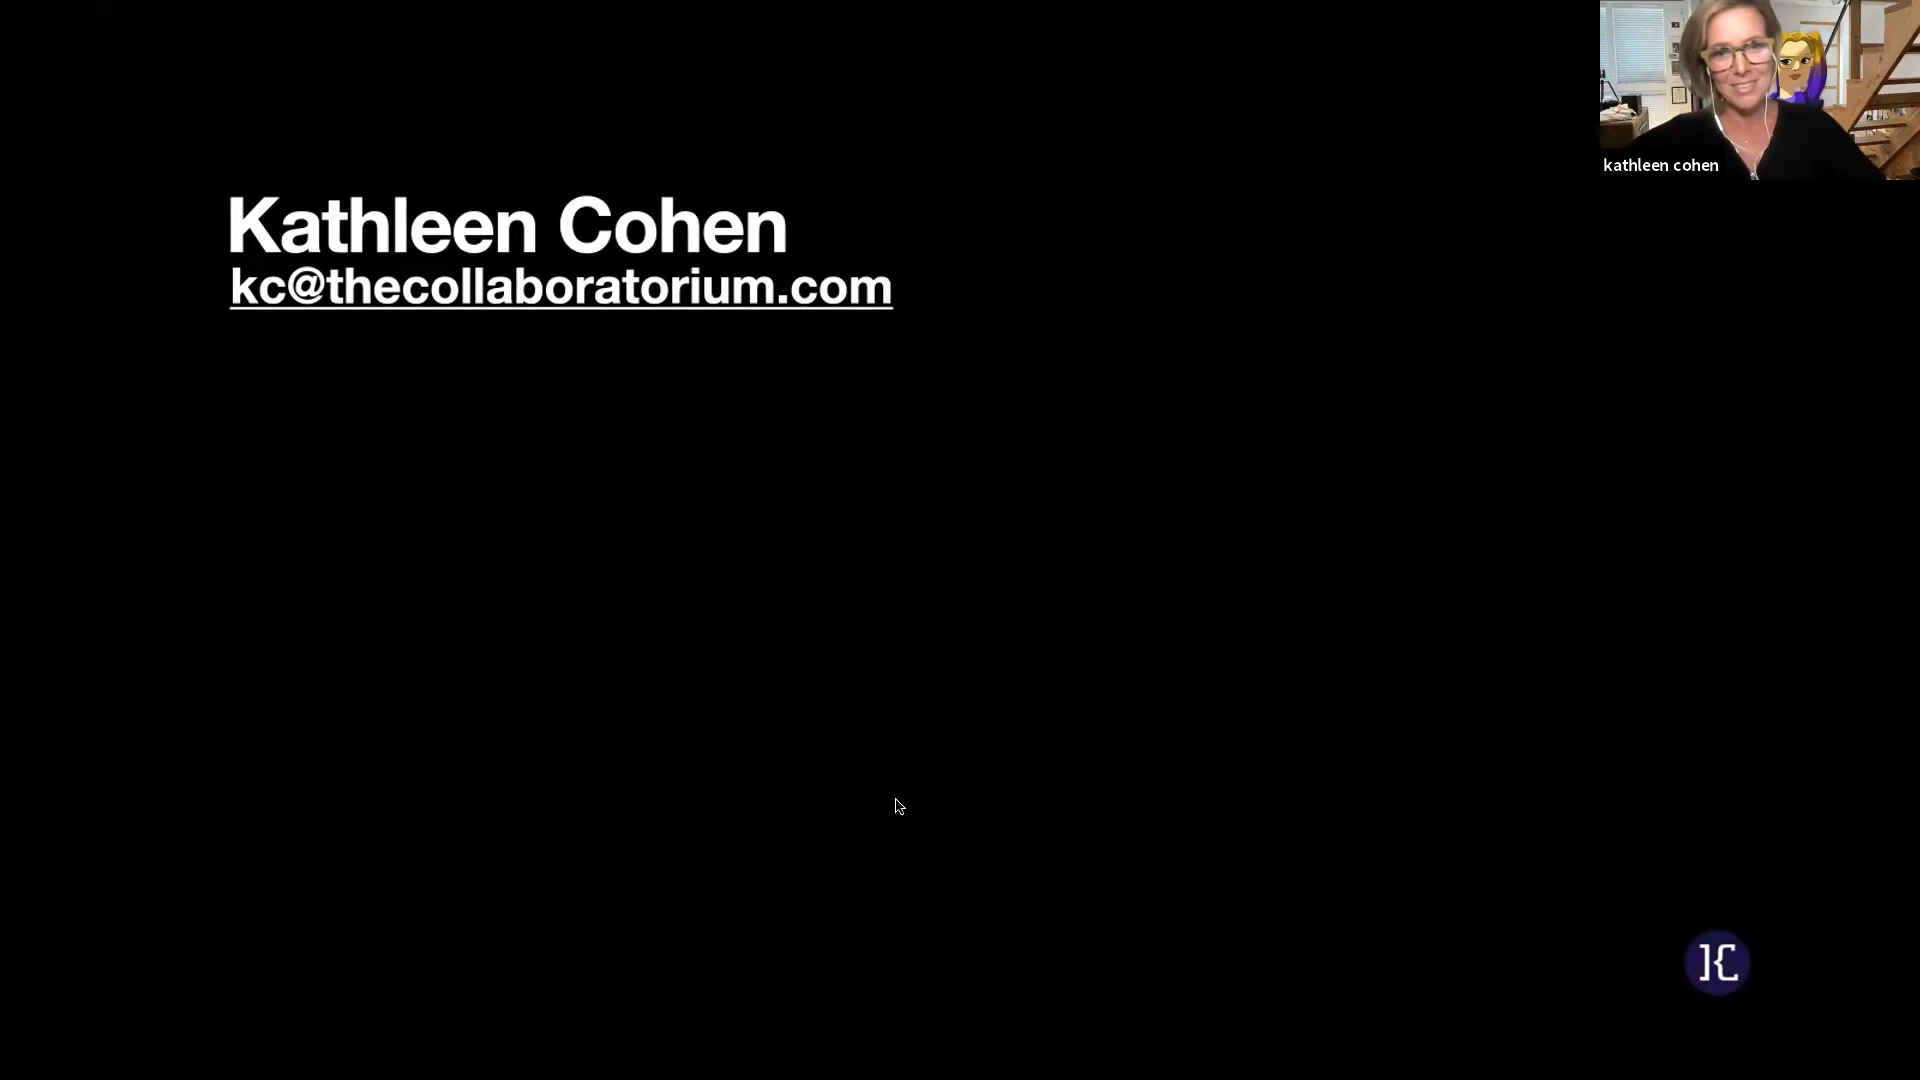 Kathleen Cohen
kc@thecollaboratorium.com
kathleen cohen